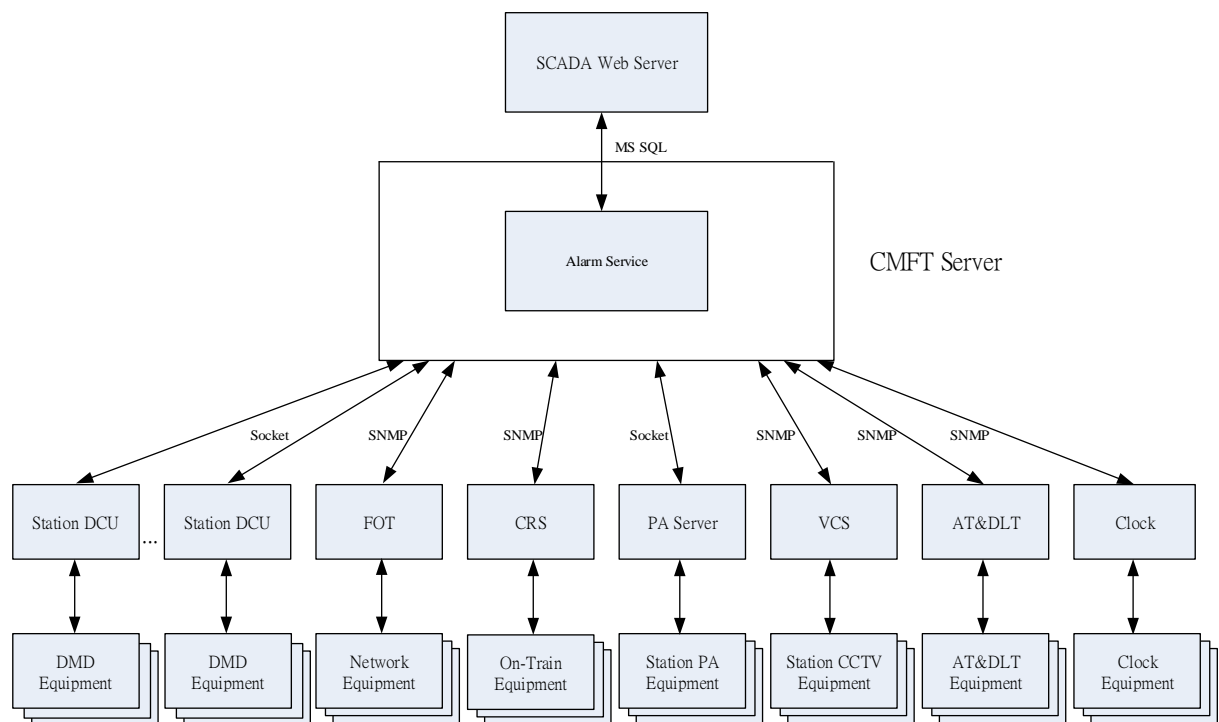 SCADA Web Server
MS SQL
Alarm Service
CMFT Server
Socket
SNMP
SNMP
Socket
SNMP
SNMP
SNMP
Station DCU
...
Station DCU
FOT
CRS
PA Server
VCS
AT&DLT
Clock
DMD
Equipment
DMD
Equipment
Network
Equipment
On-Train
Equipment
Station PA
Equipment
Station CCTV
Equipment
AT&DLT
Equipment
Clock
Equipment